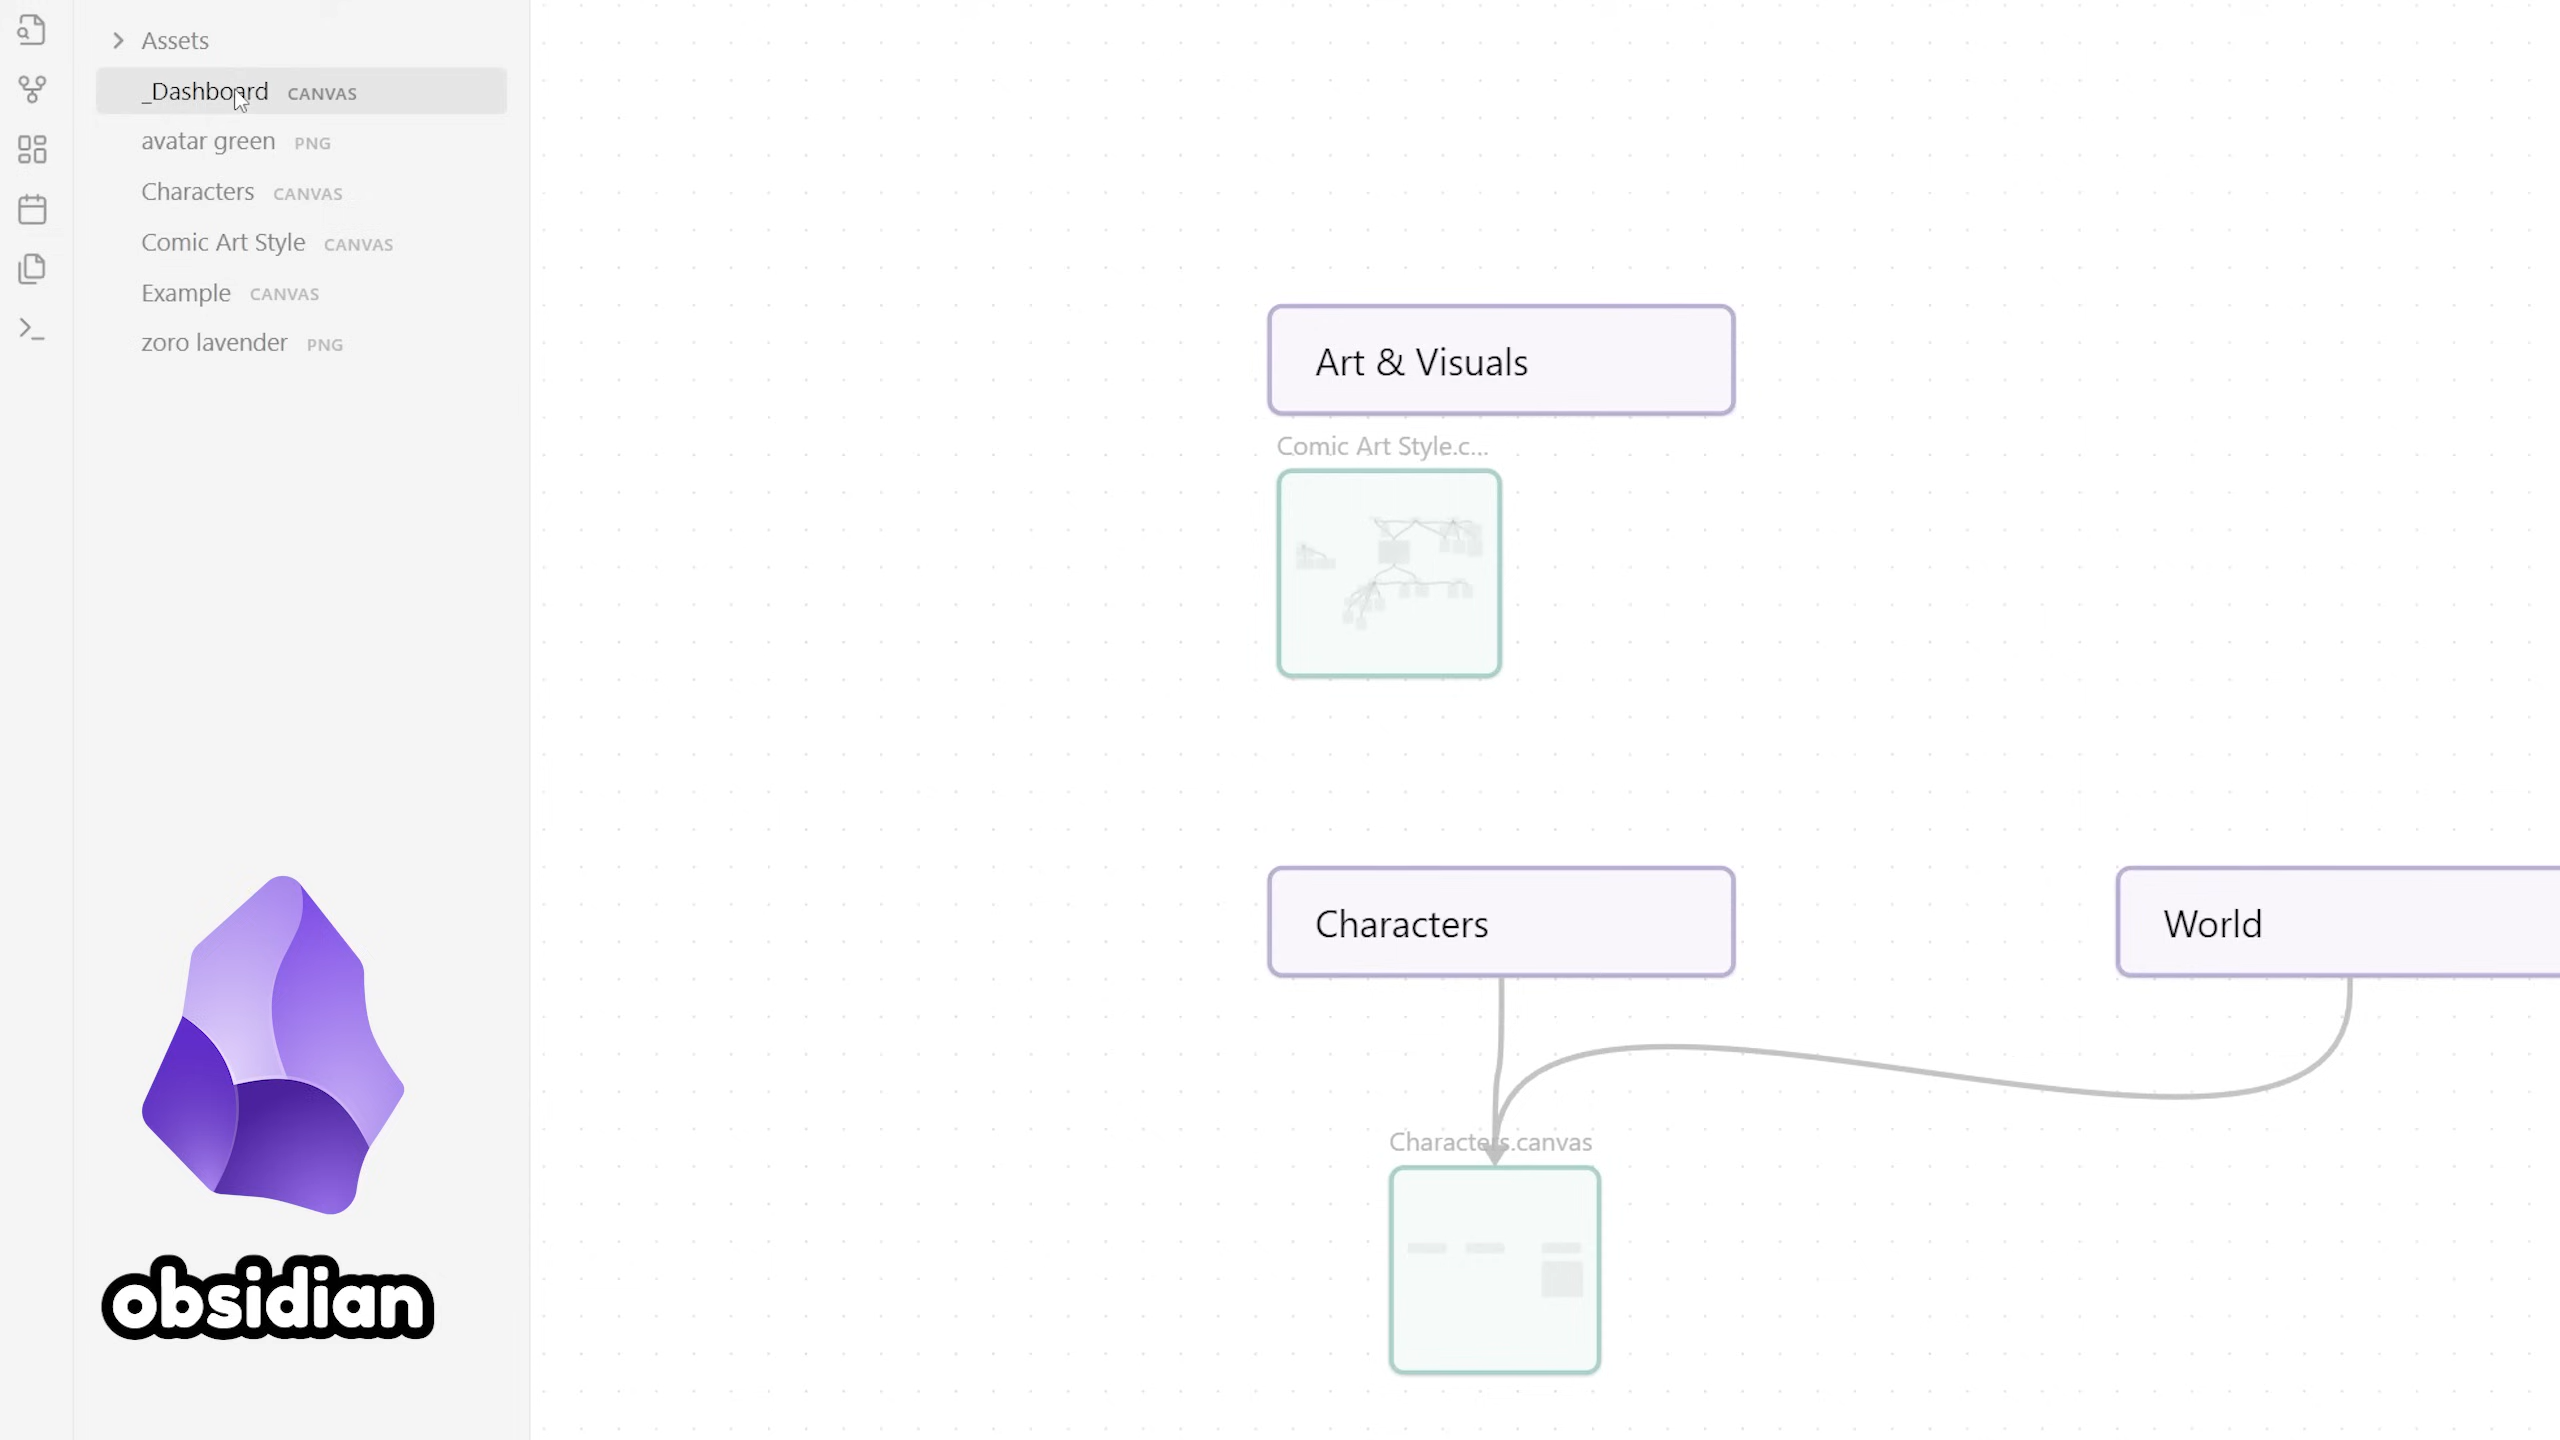 Assets
_Dashboard CANVAS
avatar green PNG
Characters CANVAS
Comic Art Style CANVAS
Example CANVAS
zoro lavender PNG
obsidian
Art & Visuals
Comic Art Style.c...
Characters
World
Characters.canvas